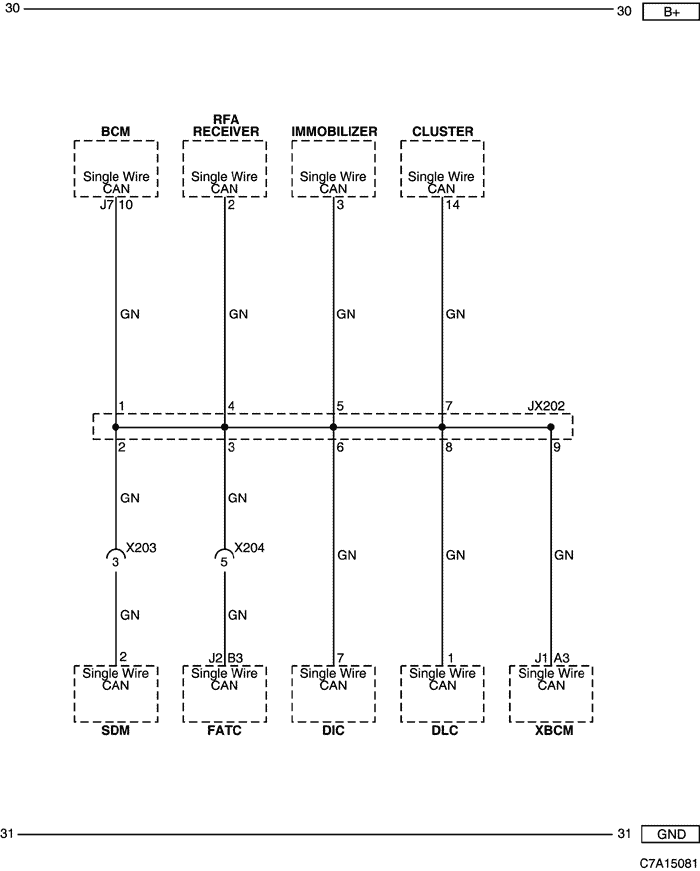 30 30 B+
RFA
BCM RECEIVER IMMOBILIZER CLUSTER
Single Wire Single Wire Single Wire Single Wire
CAN CAN CAN CAN
J7 10 2 3 14
GN GN GN GN
1 4 5 7 JX202
2 3 6 8 9
GN GN
X203 X204
GN GN GN
3 5
GN GN
2 J2 B3 7 1 J1 A3
Single Wire Single Wire Single Wire Single Wire Single Wire
CAN CAN CAN CAN CAN
SDM FATC DIC DLC XBCM
31 31 GND
C7A15081